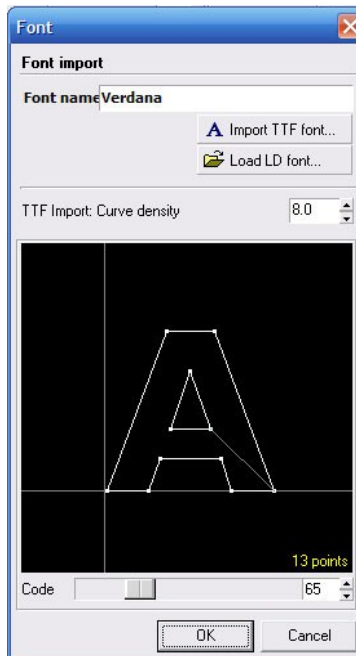 Font
Font import
Font name Verdana
A Import TTF font...
Load LD font...
TTF Import: Curve density 8.0
13 points
Code 65
OK Cancel